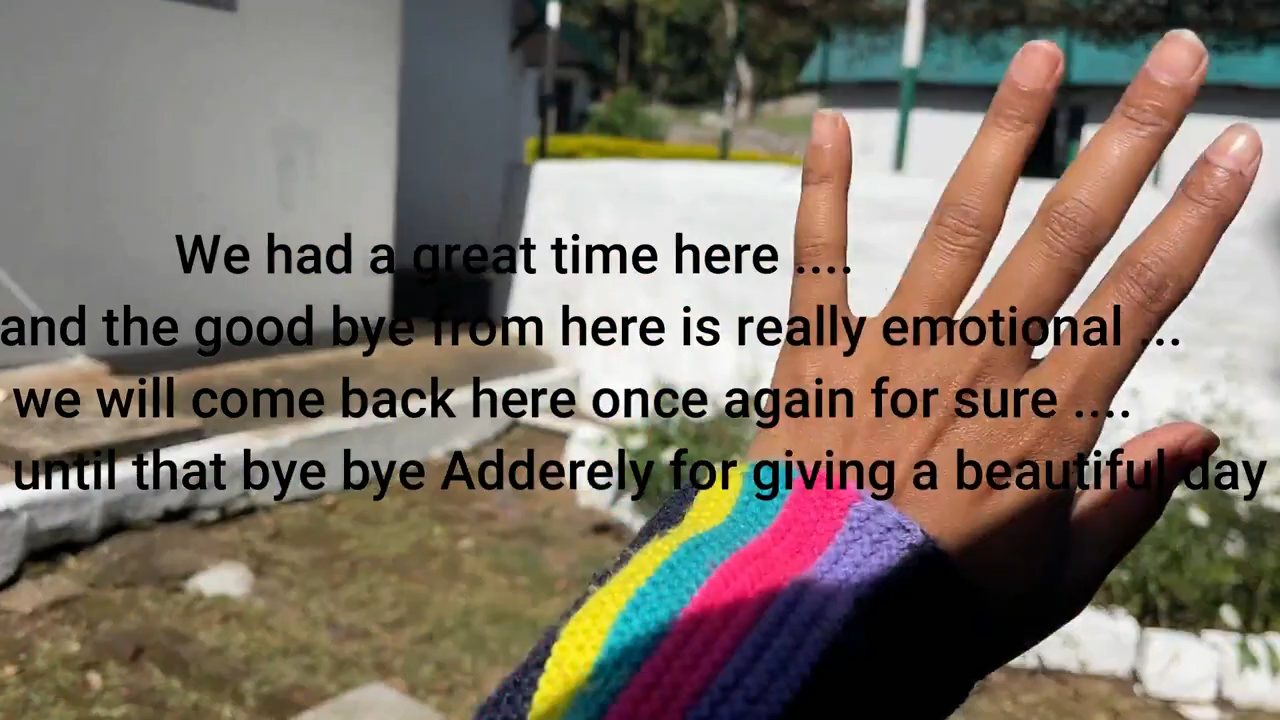 We had a great time here ....
and the good bye from here is really emotional ...
we will come back here once again for sure ....
until that bye bye Adderely for giving a beautiful day